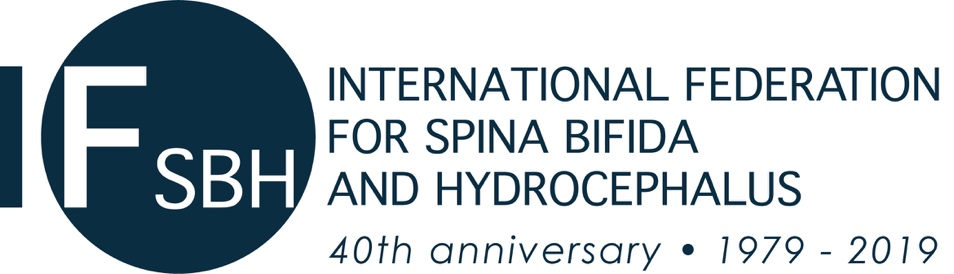 IF SBH
INTERNATIONAL FEDERATION
FOR SPINA BIFIDA
AND HYDROCEPHALUS
40th anniversary • 1979 - 2019